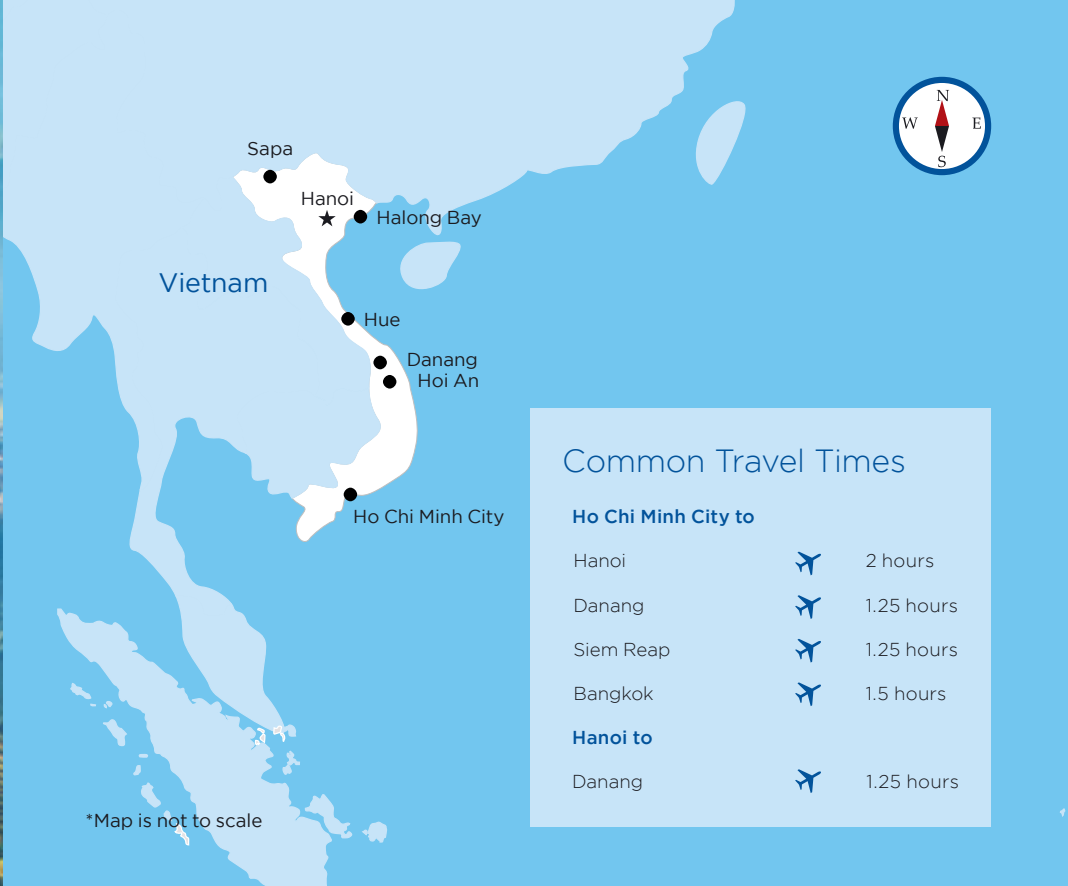 N
W E
S
Sapa
Hanoi
Halong Bay
Vietnam
Hue
Danang
Hoi An
Ho Chi Minh City
*Map is not to scale
Common Travel Times
Ho Chi Minh City to
Hanoi 2 hours
Danang 1.25 hours
Siem Reap 1.25 hours
Bangkok 1.5 hours
Hanoi to
Danang 1.25 hours